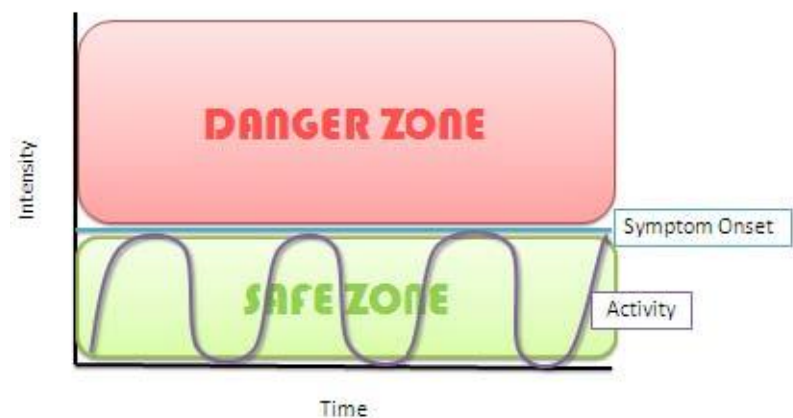 DANGER ZONE
Intensity
Symptom Onset
SAFE ZONE
Activity
Time